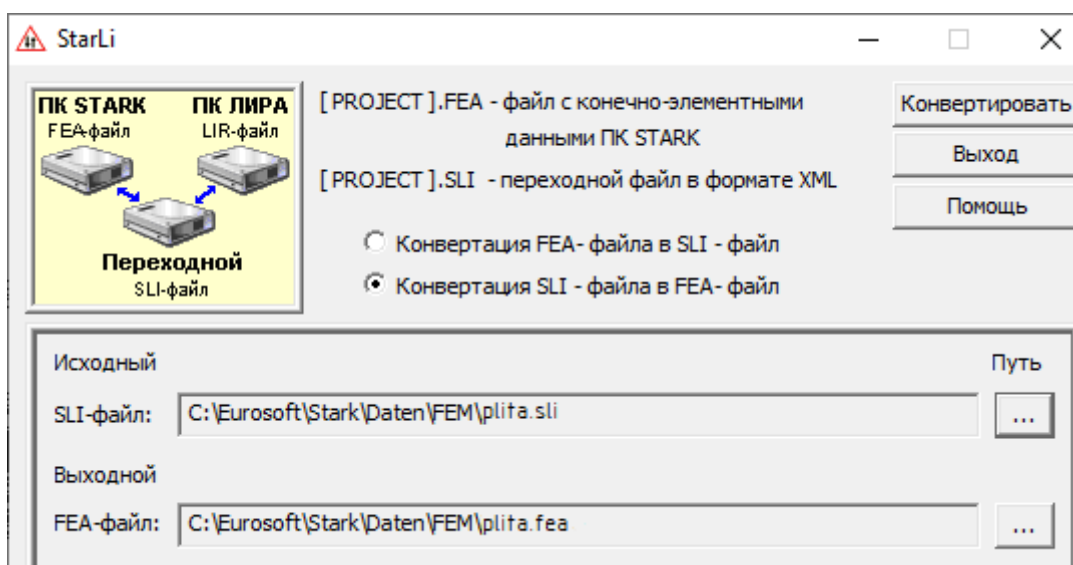 StarLi
ПК STARK ПК ЛИРА
FEA-файл LIR-файл
Переходной
SLI-файл
[ PROJECT ].FEA - файл с конечно-элементными
данными ПК STARK
[ PROJECT ].SLI - переходной файл в формате XML
Конвертация FEA- файла в SLI - файл
Конвертация SLI - файла в FEA- файл
Конвертировать
Выход
Помощь
Исходный Путь
SLI-файл: C:\Eurosoft\Stark\Daten\FEM\plita.sli ...
Выходной
FEA-файл: C:\Eurosoft\Stark\Daten\FEM\plita.fea ...